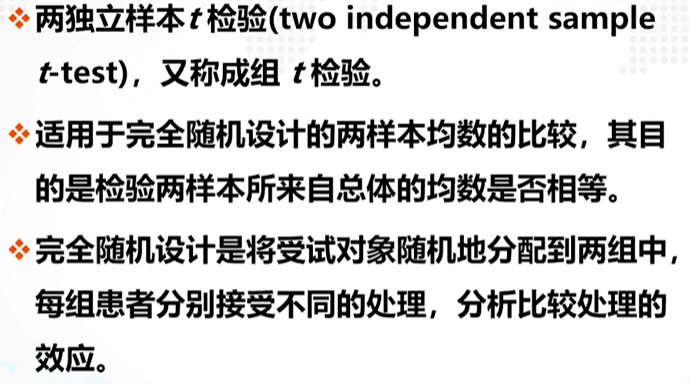 两独立样本t 检验(two independent sample
t-test)，又称成组 t 检验。
适用于完全随机设计的两样本均数的比较，其目
的是检验两样本所来自总体的均数是否相等。
完全随机设计是将受试对象随机地分配到两组中，
每组患者分别接受不同的处理，分析比较处理的
效应。